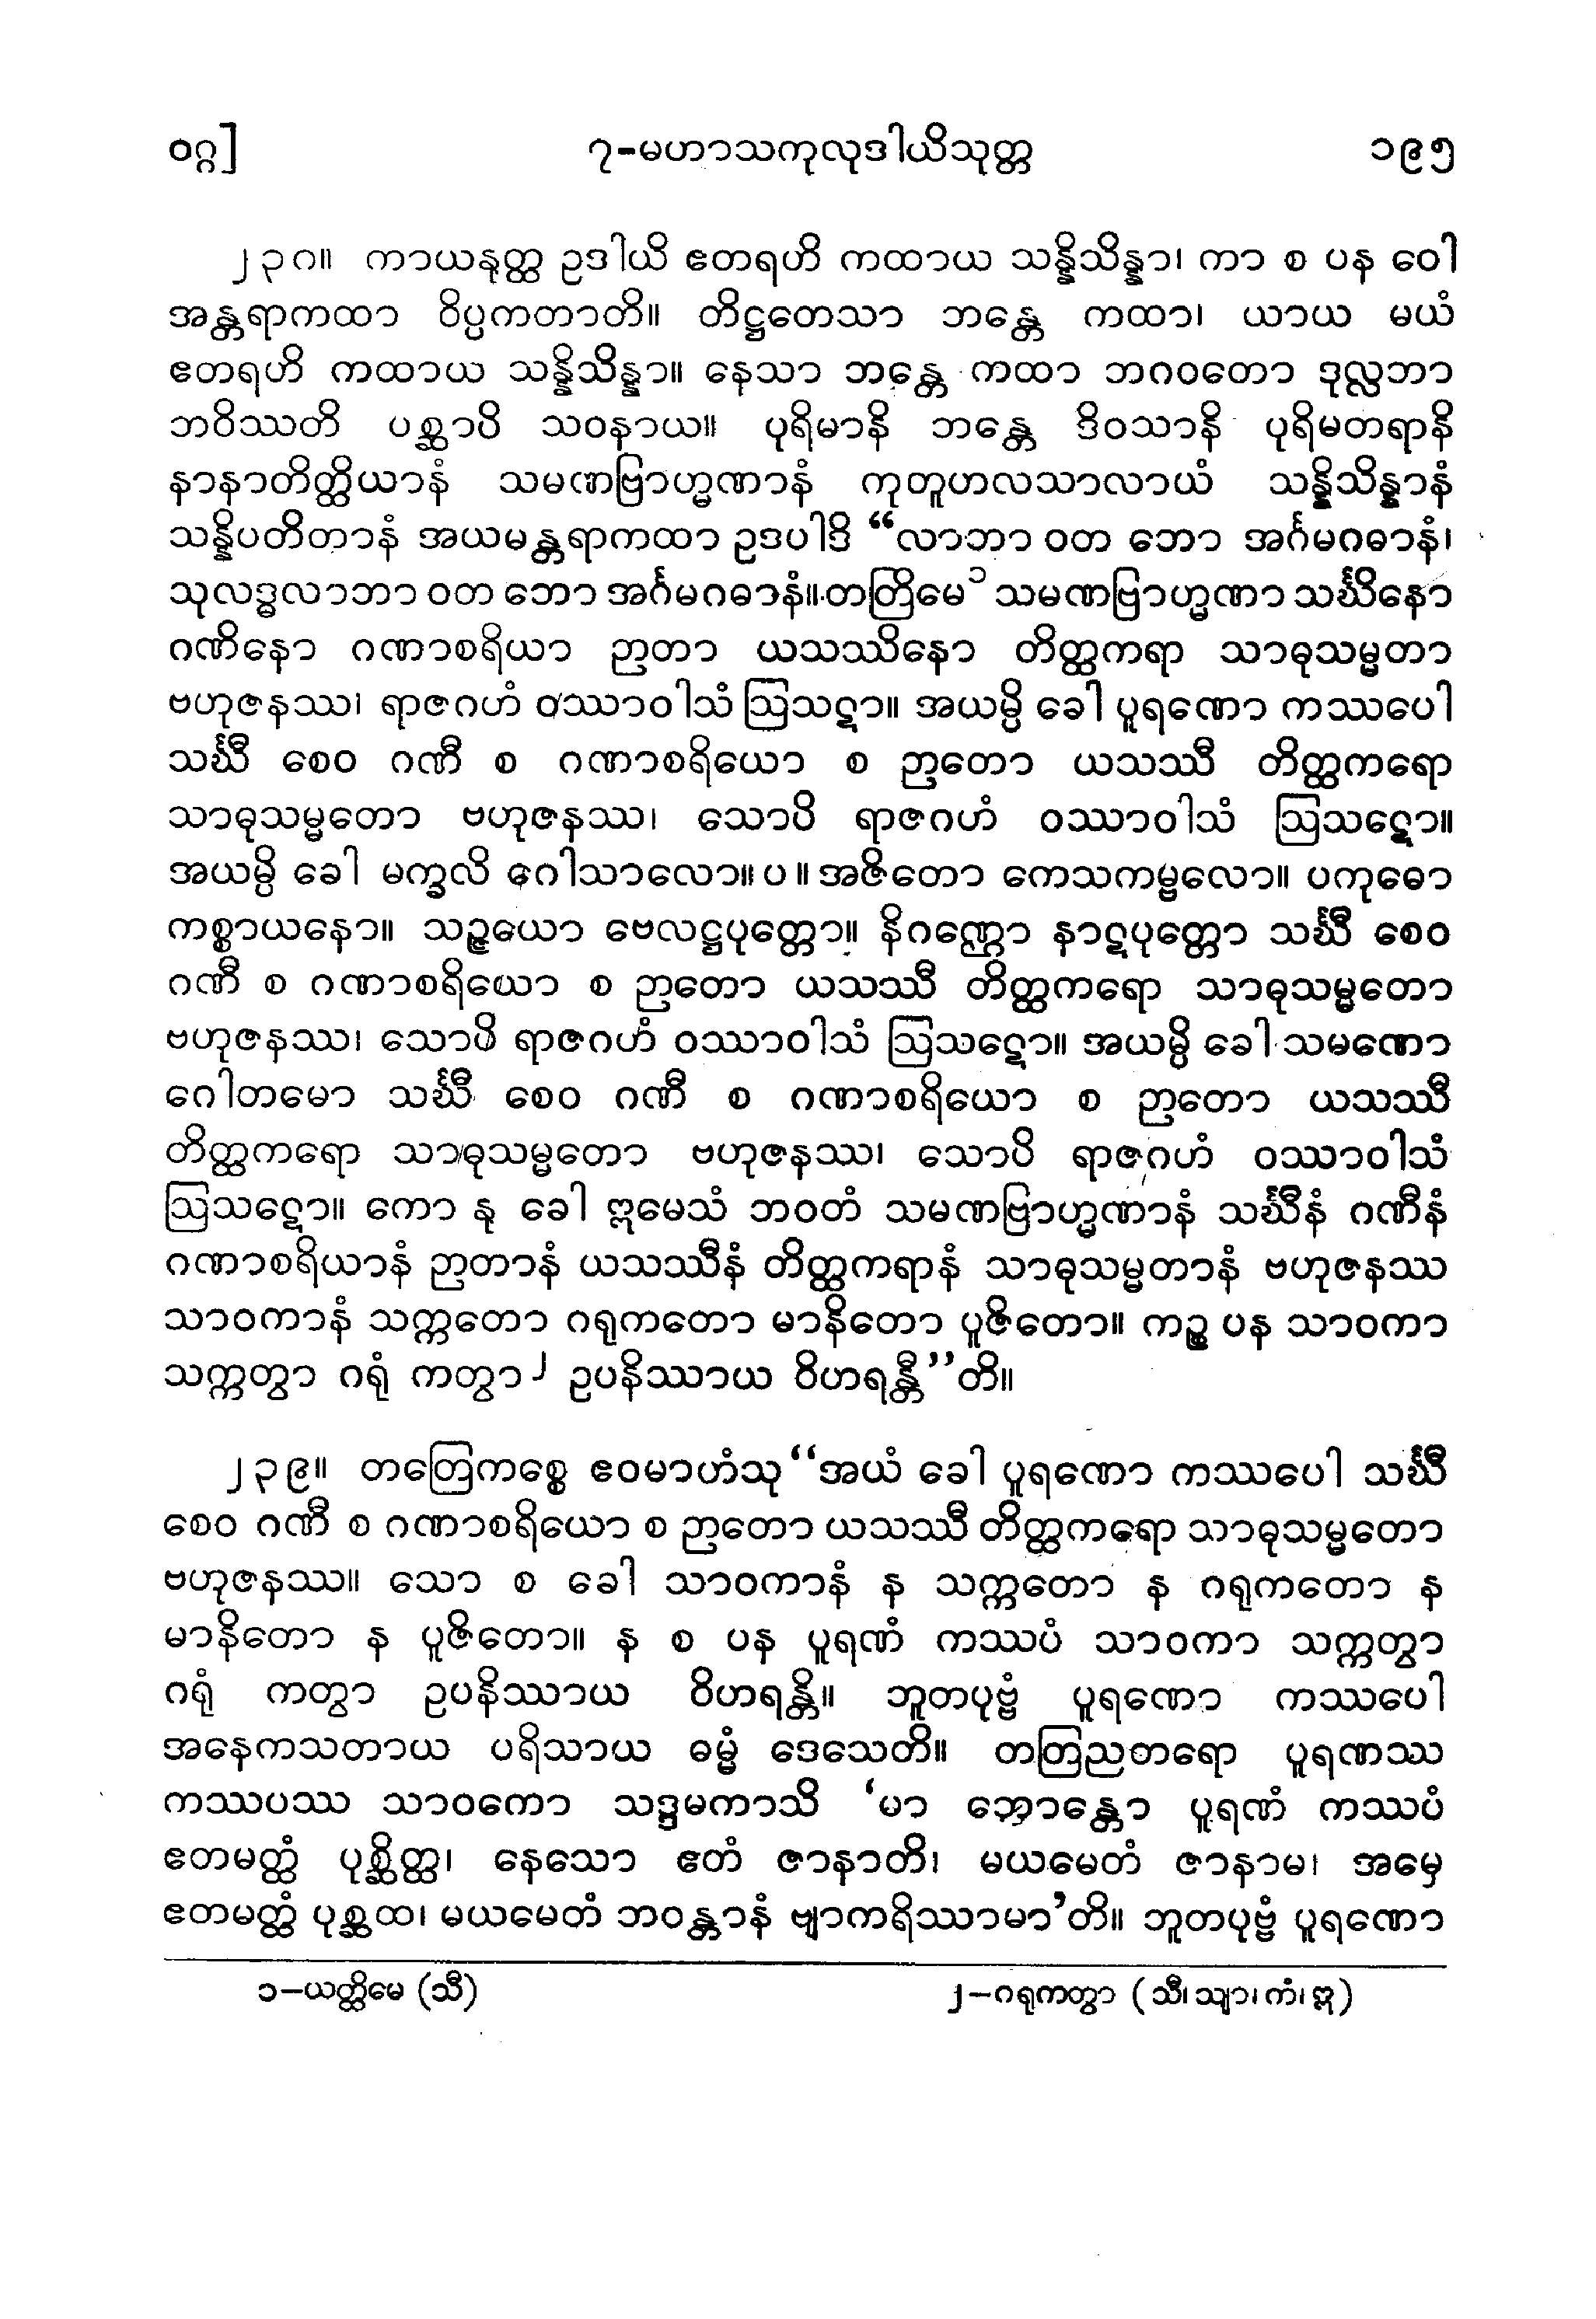 ဝဂ္ဂ] ၇-မဟာသကုလုဒါယိသုတ္တ ၁၉၅
၂၃၈။ ကာယနုတ္ထ ဥဒါယိ ဧတရဟိ ကထာယ သန္နိသိန္နာ၊ ကာ စ ပန ဝေါ
အန္တရာကထာ ဝိပ္ပကတာတိ။ တိဋ္ဌတေသာ ဘန္တေ ကထာ၊ ယာယ မယံ
ဧတရဟိ ကထာယ သန္နိသိန္နာ။ နေသာ ဘန္တေ ကထာ ဘဂဝတော ဒုလ္လဘာ
ဘဝိဿတိ ပစ္ဆာပိ သဝနာယ။ ပုရိမာနိ ဘန္တေ ဒိဝသာနိ ပုရိမတရာနိ
နာနာတိတ္ထိယာနံ သမဏဗြာဟ္မဏာနံ ကုတူဟလသာလာယံ သန္နိသိန္နာနံ
သန္နိပတိတာနံ အယမန္တရာကထာ ဥဒပါဒိ “လာဘာ ဝတ ဘော အင်္ဂမဂဓာနံ၊
သုလဒ္ဓလာဘာ ဝတ ဘော အင်္ဂမဂဓာနံ။ တတြိမေ ၁ သမဏဗြာဟ္မဏာ သင်္ဃိနော
ဂဏိနော ဂဏာစရိယာ ဉာတာ ယသဿိနော တိတ္ထကရာ သာဓုသမ္မတာ
ဗဟုဇနဿ၊ ရာဇဂဟံ ဝဿာဝါသံ ဩသဋာ။ အယမ္ပိ ခေါ ပူရဏော ကဿပေါ
သင်္ဃီ စေဝ ဂဏီ စ ဂဏာစရိယော စ ဉာတော ယသဿီ တိတ္ထကရော
သာဓုသမ္မတော ဗဟုဇနဿ၊ သောပိ ရာဇဂဟံ ဝဿာဝါသံ ဩသဋော။
အယမ္ပိ ခေါ မက္ခလိ ဂေါသာလော။ ပ ။ အဇိတော ကေသကမ္ဗလော။ ပကုဓော
ကစ္စာယနော။ သဉ္ဇယော ဗေလဋ္ဌပုတ္တော။ နိဂဏ္ဌော နာဋပုတ္တော သင်္ဃီ စေဝ
ဂဏီ စ ဂဏာစရိယော စ ဉာတော ယသဿီ တိတ္ထကရော သာဓုသမ္မတော
ဗဟုဇနဿ၊ သောပိ ရာဇဂဟံ ဝဿာဝါသံ ဩသဋော။ အယမ္ပိ ခေါ သမဏော
ဂေါတမော သင်္ဃီ စေဝ ဂဏီ စ ဂဏာစရိယော စ ဉာတော ယသဿီ
တိတ္ထကရော သာဓုသမ္မတော ဗဟုဇနဿ၊ သောပိ ရာဇဂဟံ ဝဿာဝါသံ
ဩသဋော။ ကော နု ခေါ ဣမေသံ ဘဝတံ သမဏဗြာဟ္မဏာနံ သင်္ဃီနံ ဂဏီနံ
ဂဏာစရိယာနံ ဉာတာနံ ယသဿီနံ တိတ္ထကရာနံ သာဓုသမ္မတာနံ ဗဟုဇနဿ
သာဝကာနံ သက္ကတော ဂရုကတော မာနိတော ပူဇိတော။ ကဉ္စ ပန သာဝကာ
သက္ကတွာ ဂရုံ ကတွာ ၂ ဥပနိဿာယ ဝိဟရန္တီ”တိ။
၂၃၉။ တတြေကစ္စေ ဧဝမာဟံသု “အယံ ခေါ ပူရဏော ကဿပေါ သင်္ဃီ
စေဝ ဂဏီ စ ဂဏာစရိယော စ ဉာတော ယသဿီ တိတ္ထကရော သာဓုသမ္မတော
ဗဟုဇနဿ။ သော စ ခေါ သာဝကာနံ န သက္ကတော န ဂရုကတော န
မာနိတော န ပူဇိတော။ န စ ပန ပူရဏံ ကဿပံ သာဝကာ သက္ကတွာ
ဂရုံ ကတွာ ဥပနိဿာယ ဝိဟရန္တိ။ ဘူတပုဗ္ဗံ ပူရဏော ကဿပေါ
အနေကသတာယ ပရိသာယ ဓမ္မံ ဒေသေတိ။ တတြညတရော ပူရဏဿ
ကဿပဿ သာဝကော သဒ္ဒမကာသိ ‘မာ ဘောန္တော ပူရဏံ ကဿပံ
ဧတမတ္ထံ ပုစ္ဆိတ္ထ၊ နေသော ဧတံ ဇာနာတိ၊ မယမေတံ ဇာနာမ၊ အမှေ
ဧတမတ္ထံ ပုစ္ဆထ၊ မယမေတံ ဘဝန္တာနံ ဗျာကရိဿာမာ’တိ။ ဘူတပုဗ္ဗံ ပူရဏော
၁–ယတ္ထိမေ (သီ) ၂–ဂရုကတွာ (သီ၊ သျာ၊ ကံ၊ ဣ)